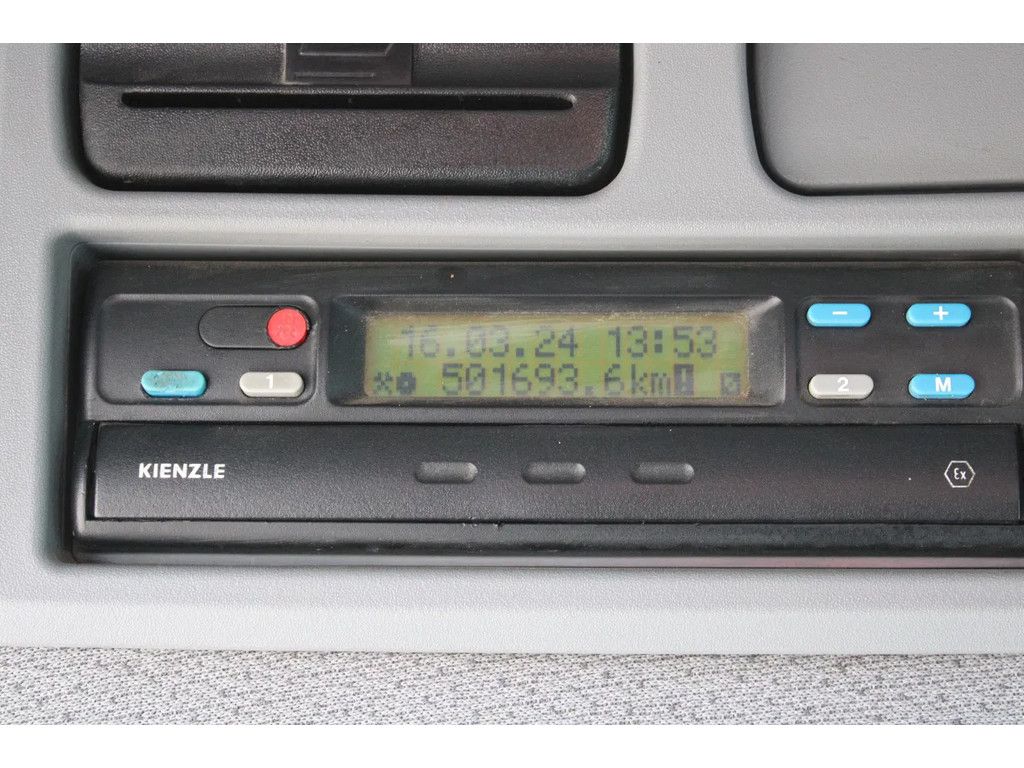 16.03.24 13:53
1
501693.6km
- +
2 M
KIENZLE
Ex